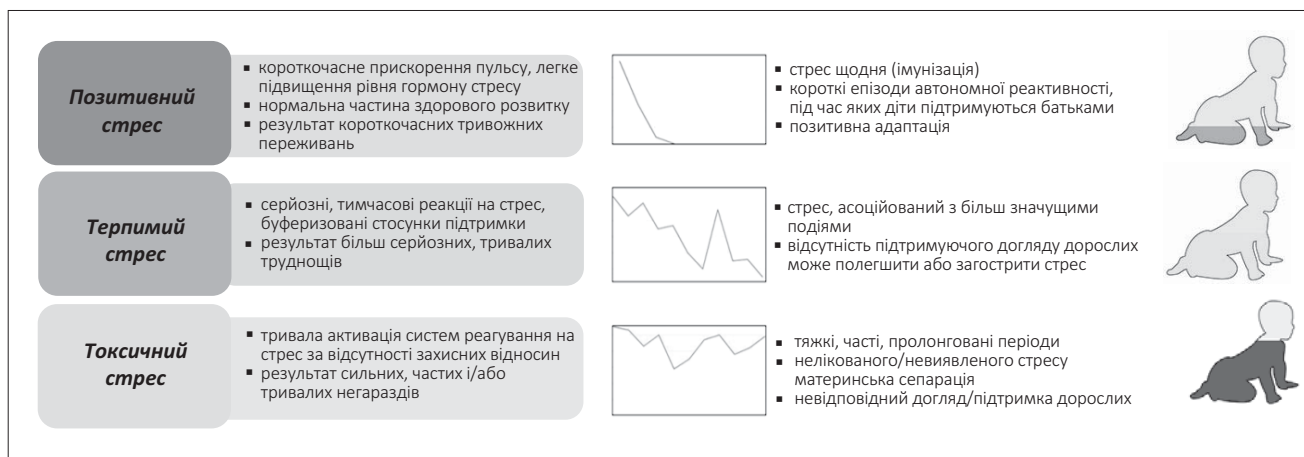 Позитивний
стрес
▪ короткочасне прискорення пульсу, легке
підвищення рівня гормону стресу
▪ нормальна частина здорового розвитку
▪ результат короткочасних тривожних
переживань
▪ стрес щодня (імунізація)
▪ короткі епізоди автономної реактивності,
під час яких діти підтримуються батьками
▪ позитивна адаптація
Терпимий
стрес
▪ серйозні, тимчасові реакції на стрес,
буферизовані стосунки підтримки
▪ результат більш серйозних, тривалих
труднощів
▪ стрес, асоційований з більш значущими
подіями
▪ відсутність підтримуючого догляду дорослих
може полегшити або загострити стрес
Токсичний
стрес
▪ тривала активація систем реагування на
стрес за відсутності захисних відносин
▪ результат сильних, частих і/або
тривалих негараздів
▪ тяжкі, часті, пролонговані періоди
▪ нелікованого/невиявленого стресу
материнська сепарація
▪ невідповідний догляд/підтримка дорослих